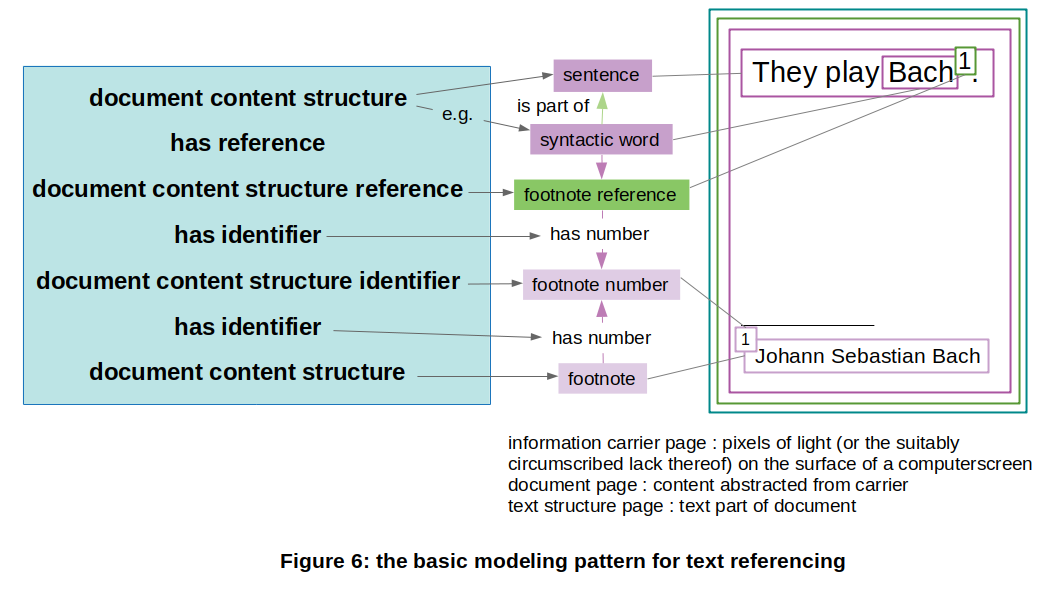 document content structure
e.g.
has reference
document content structure reference
has identifier
document content structure identifier
has identifier
document content structure
sentence
is part of
syntactic word
footnote reference
has number
footnote number
has number
footnote
They play Bach1.
1
Johann Sebastian Bach
information carrier page : pixels of light (or the suitably
circumscribed lack thereof) on the surface of a computerscreen
document page : content abstracted from carrier
text structure page : text part of document
Figure 6: the basic modeling pattern for text referencing